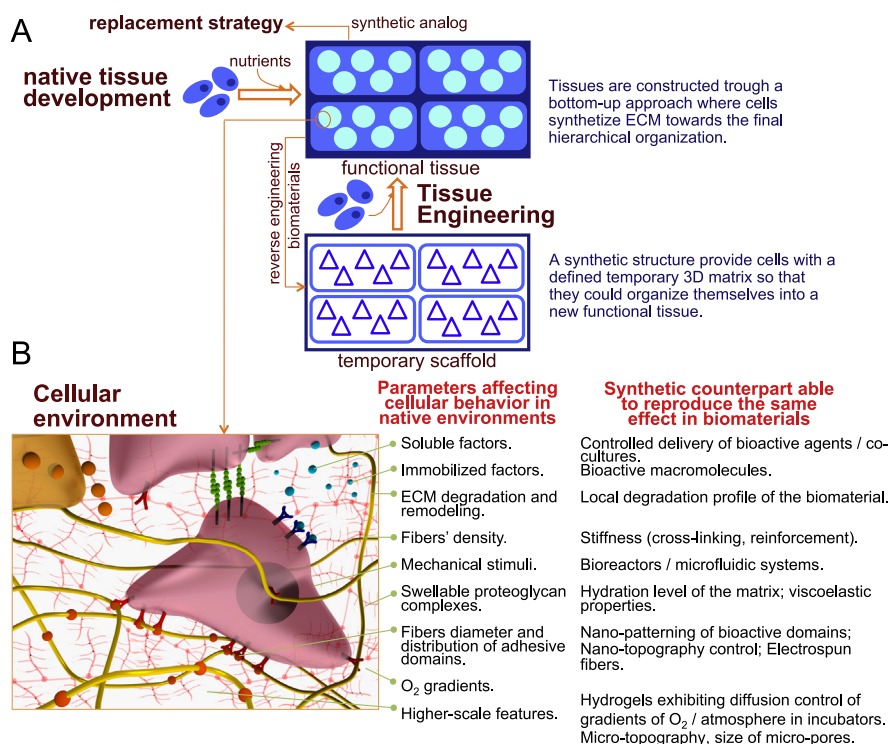 A
replacement strategy
synthetic analog
native tissue
development
nutrients
Tissues are constructed trough a
bottom-up approach where cells
synthetize ECM towards the final
hierarchical organization.
functional tissue
reverse engineering
biomaterials
Tissue
Engineering
A synthetic structure provide cells with a
defined temporary 3D matrix so that
they could organize themselves into a
new functional tissue.
temporary scaffold
B
Cellular
environment
Parameters affecting
cellular behavior in
native environments
Synthetic counterpart able
to reproduce the same
effect in biomaterials
Soluble factors.
Controlled delivery of bioactive agents / co-
cultures.
Immobilized factors.
Bioactive macromolecules.
ECM degradation and
remodeling.
Local degradation profile of the biomaterial.
Fibers' density.
Stiffness (cross-linking, reinforcement).
Mechanical stimuli.
Bioreactors / microfluidic systems.
Swellable proteoglycan
complexes.
Hydration level of the matrix; viscoelastic
properties.
Fibers diameter and
distribution of adhesive
domains.
Nano-patterning of bioactive domains;
Nano-topography control; Electrospun
fibers.
O₂ gradients.
Hydrogels exhibiting diffusion control of
gradients of O₂ / atmosphere in incubators.
Higher-scale features.
Micro-topography, size of micro-pores.